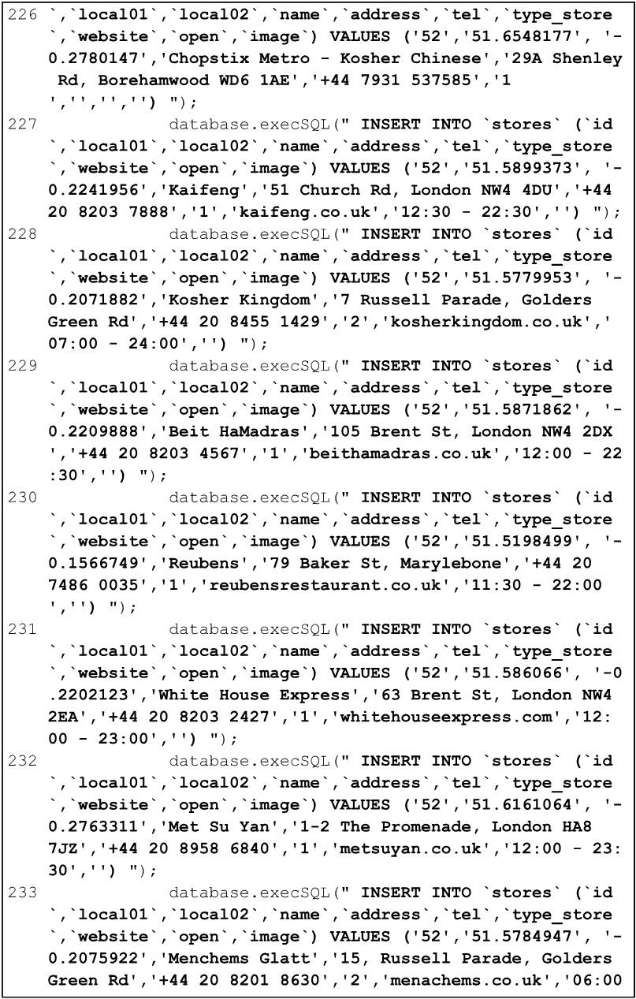 226 `,`local01`,`local02`,`name`,`address`,`tel`,`type_store
`,`website`,`open`,`image`) VALUES ('52','51.6548177', '-
0.2780147','Chopstix Metro - Kosher Chinese','29A Shenley
Rd, Borehamwood WD6 1AE','+44 7931 537585','1
','','','') ");
227 database.execSQL(" INSERT INTO `stores` (`id
`,`local01`,`local02`,`name`,`address`,`tel`,`type_store
`,`website`,`open`,`image`) VALUES ('52','51.5899373', '-
0.2241956','Kaifeng','51 Church Rd, London NW4 4DU','+44
20 8203 7888','1','kaifeng.co.uk','12:30 - 22:30','') ");
228 database.execSQL(" INSERT INTO `stores` (`id
`,`local01`,`local02`,`name`,`address`,`tel`,`type_store
`,`website`,`open`,`image`) VALUES ('52','51.5779953', '-
0.2071882','Kosher Kingdom','7 Russell Parade, Golders
Green Rd','+44 20 8455 1429','2','kosherkingdom.co.uk','
07:00 - 24:00','') ");
229 database.execSQL(" INSERT INTO `stores` (`id
`,`local01`,`local02`,`name`,`address`,`tel`,`type_store
`,`website`,`open`,`image`) VALUES ('52','51.5871862', '-
0.2209888','Beit HaMadras','105 Brent St, London NW4 2DX
','+44 20 8203 4567','1','beithamadras.co.uk','12:00 - 22
:30','') ");
230 database.execSQL(" INSERT INTO `stores` (`id
`,`local01`,`local02`,`name`,`address`,`tel`,`type_store
`,`website`,`open`,`image`) VALUES ('52','51.5198499', '-
0.1566749','Reubens','79 Baker St, Marylebone','+44 20
7486 0035','1','reubensrestaurant.co.uk','11:30 - 22:00
','') ");
231 database.execSQL(" INSERT INTO `stores` (`id
`,`local01`,`local02`,`name`,`address`,`tel`,`type_store
`,`website`,`open`,`image`) VALUES ('52','51.586066', '-0
.2202123','White House Express','63 Brent St, London NW4
2EA','+44 20 8203 2427','1','whitehouseexpress.com','12:
00 - 23:00','') ");
232 database.execSQL(" INSERT INTO `stores` (`id
`,`local01`,`local02`,`name`,`address`,`tel`,`type_store
`,`website`,`open`,`image`) VALUES ('52','51.6161064', '-
0.2763311','Met Su Yan','1-2 The Promenade, London HA8
7JZ','+44 20 8958 6840','1','metsuyan.co.uk','12:00 - 23:
30','') ");
233 database.execSQL(" INSERT INTO `stores` (`id
`,`local01`,`local02`,`name`,`address`,`tel`,`type_store
`,`website`,`open`,`image`) VALUES ('52','51.5784947', '-
0.2075922','Menchems Glatt','15, Russell Parade, Golders
Green Rd','+44 20 8201 8630','2','menachems.co.uk','06:00